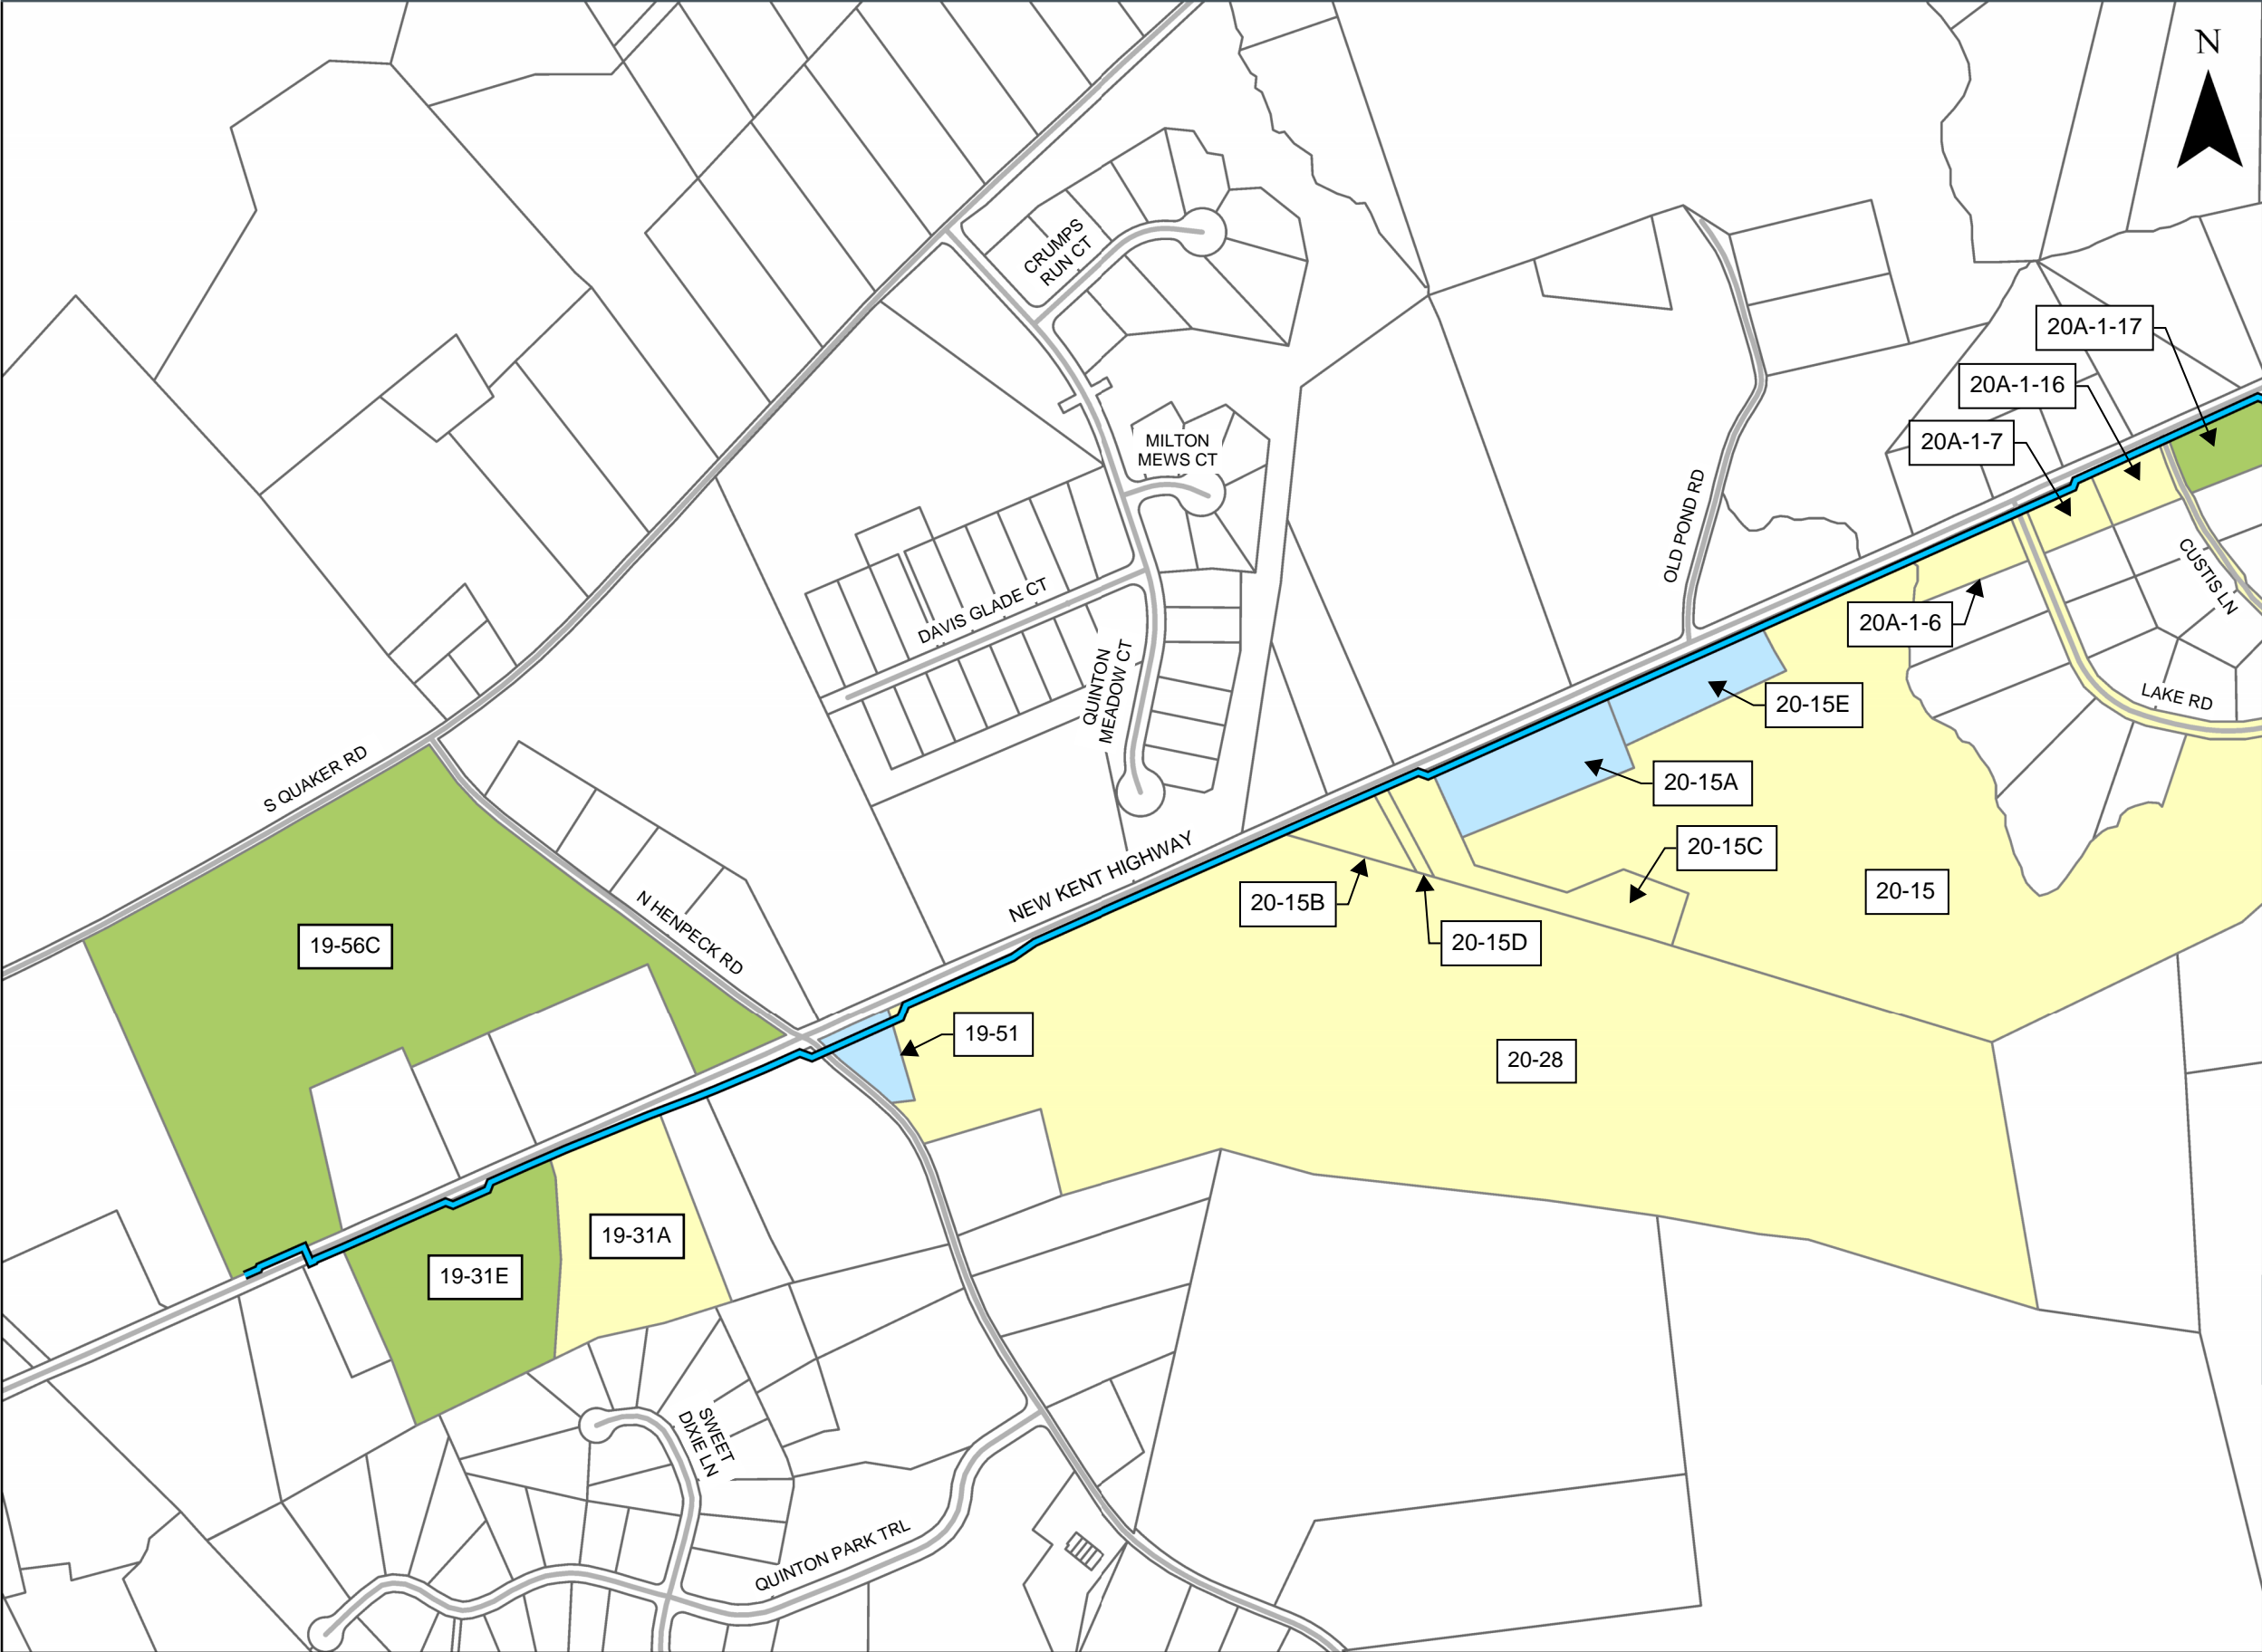 N
CRUMPS
RUN CT
20A-1-17
20A-1-16
20A-1-7
MILTON
MEWS CT
OLD POND RD
CUSTIS LN
DAVIS GLADE CT
20A-1-6
QUINTON
MEADOW CT
LAKE RD
20-15E
S QUAKER RD
20-15A
20-15C
NEW KENT HIGHWAY
20-15B
20-15
N HENPECK RD
19-56C
20-15D
19-51
20-28
19-31A
19-31E
SWEET
DIXIE LN
QUINTON PARK TRL